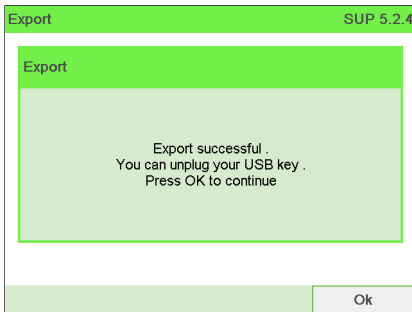 Export SUP 5.2.4
Export
Export successful .
You can unplug your USB key .
Press OK to continue
Ok